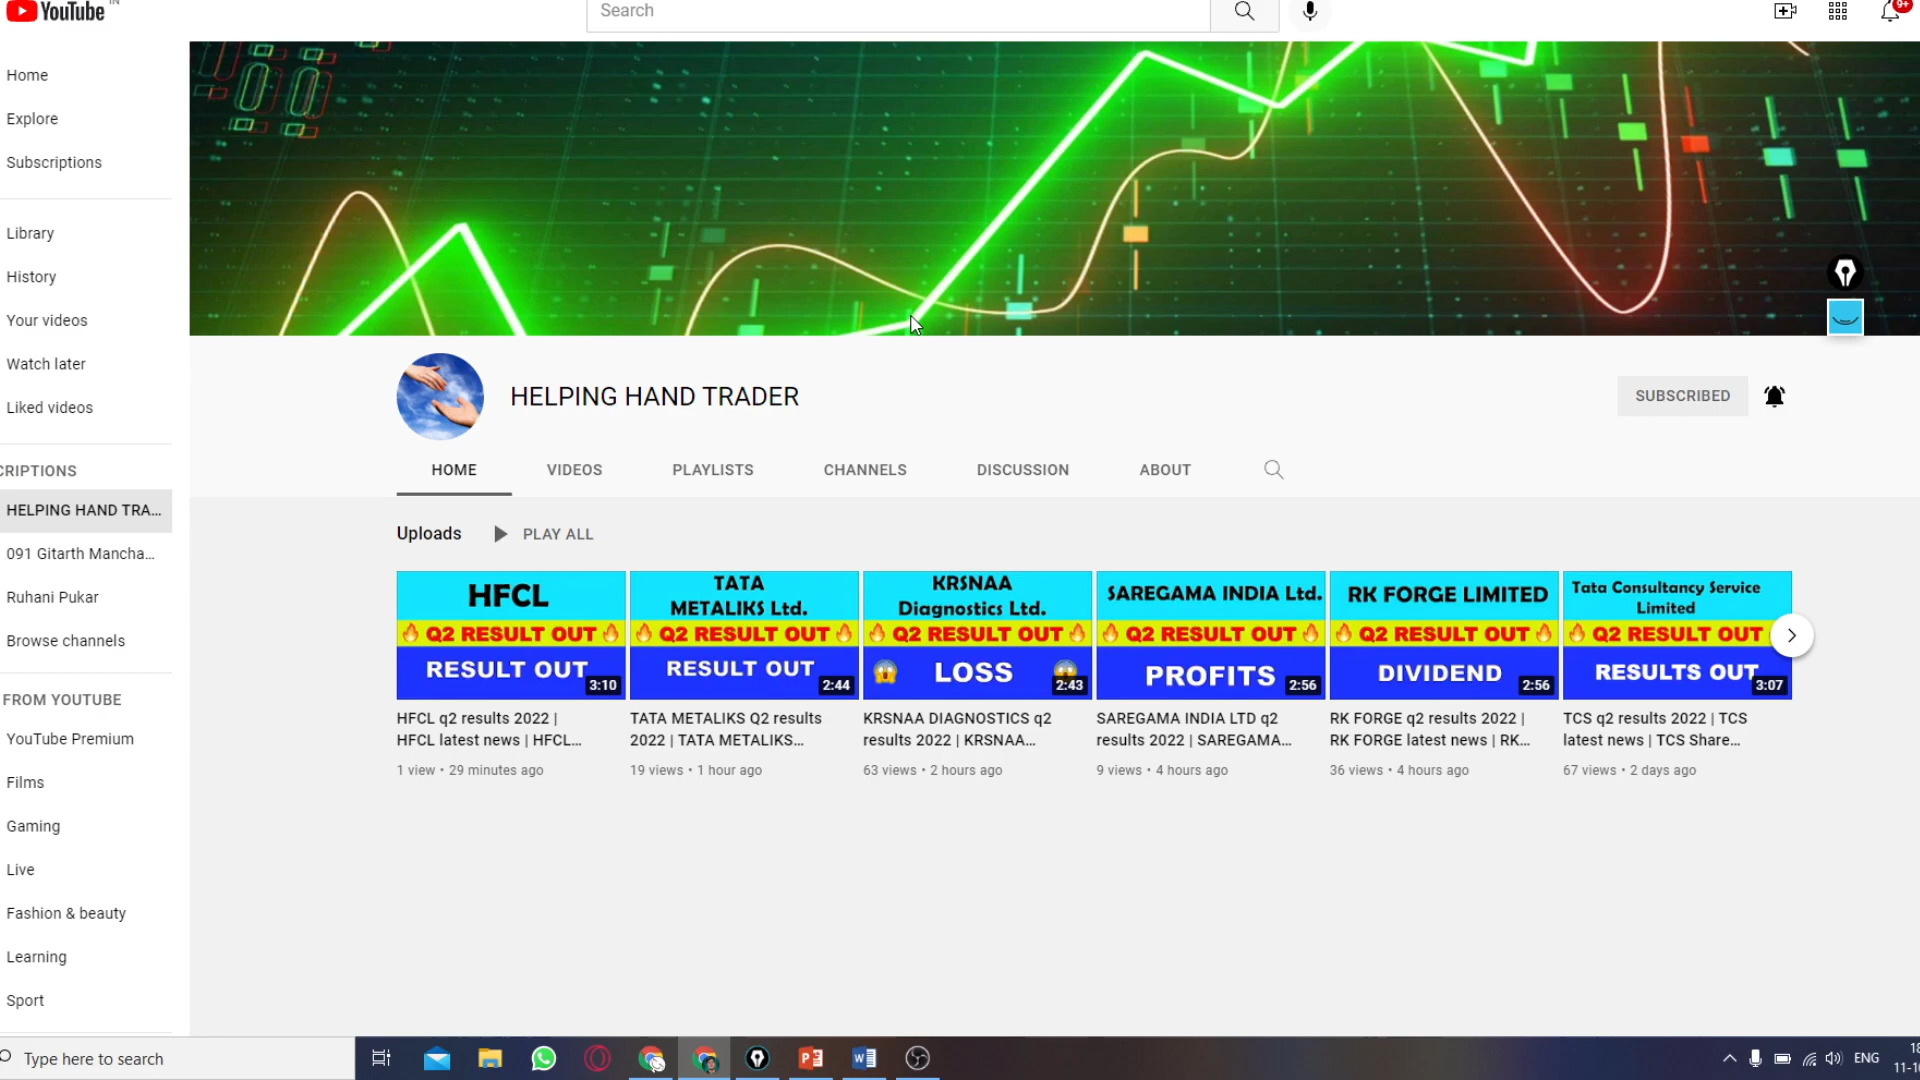 YouTube IN
Search
9+
Home
Explore
Subscriptions
Library
History
Your videos
Watch later
Liked videos
CRIPTIONS
HELPING HAND TRA...
091 Gitarth Mancha...
Ruhani Pukar
Browse channels
FROM YOUTUBE
YouTube Premium
Films
Gaming
Live
Fashion & beauty
Learning
Sport
HELPING HAND TRADER
SUBSCRIBED
HOME VIDEOS PLAYLISTS CHANNELS DISCUSSION ABOUT
Uploads PLAY ALL
HFCL
🔥 Q2 RESULT OUT 🔥
RESULT OUT
3:10
HFCL q2 results 2022 |
HFCL latest news | HFCL...
1 view • 29 minutes ago
TATA
METALIKS Ltd.
🔥 Q2 RESULT OUT 🔥
RESULT OUT
2:44
TATA METALIKS Q2 results
2022 | TATA METALIKS...
19 views • 1 hour ago
KRSNAA
Diagnostics Ltd.
🔥 Q2 RESULT OUT 🔥
😱 LOSS 😱
2:43
KRSNAA DIAGNOSTICS q2
results 2022 | KRSNAA...
63 views • 2 hours ago
SAREGAMA INDIA Ltd.
🔥 Q2 RESULT OUT 🔥
PROFITS
2:56
SAREGAMA INDIA LTD q2
results 2022 | SAREGAMA...
9 views • 4 hours ago
RK FORGE LIMITED
🔥 Q2 RESULT OUT 🔥
DIVIDEND
2:56
RK FORGE q2 results 2022 |
RK FORGE latest news | RK...
36 views • 4 hours ago
Tata Consultancy Service
Limited
🔥 Q2 RESULT OUT
RESULTS OUT
3:07
TCS q2 results 2022 | TCS
latest news | TCS Share...
67 views • 2 days ago
Type here to search
ENG
18
11-10